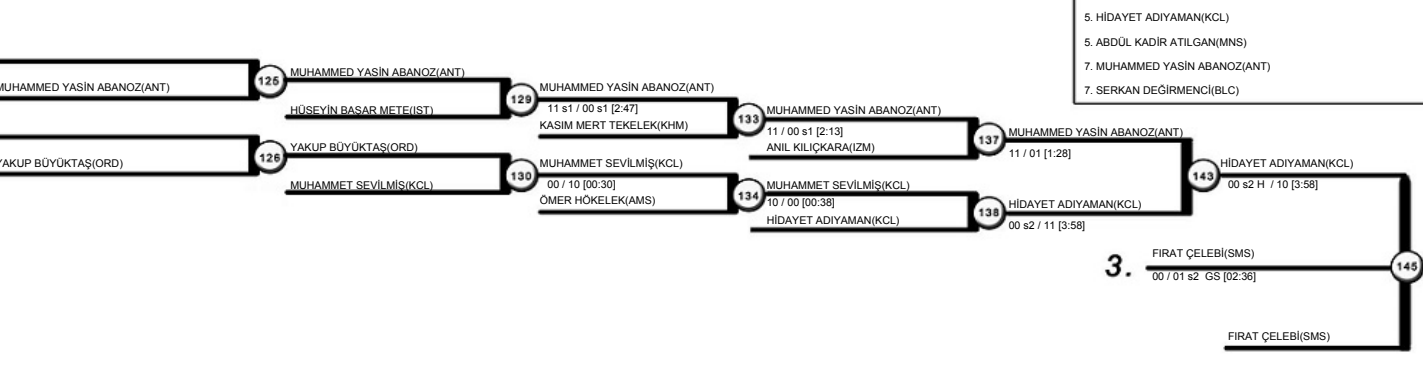 5. HİDAYET ADIYAMAN(KCL)
5. ABDÜL KADİR ATILGAN(MNS)
7. MUHAMMED YASİN ABANOZ(ANT)
7. SERKAN DEĞİRMENCİ(BLC)
MUHAMMED YASİN ABANOZ(ANT)
125
MUHAMMED YASİN ABANOZ(ANT)
HÜSEYİN BAŞAR METE(IST)
129
MUHAMMED YASİN ABANOZ(ANT)
11 s1 / 00 s1 [2:47]
KASIM MERT TEKELEK(KHM)
133
MUHAMMED YASİN ABANOZ(ANT)
11 / 00 s1 [2:13]
ANIL KILIÇKARA(IZM)
137
MUHAMMED YASİN ABANOZ(ANT)
11 / 01 [1:28]
YAKUP BÜYÜKTAŞ(ORD)
126
YAKUP BÜYÜKTAŞ(ORD)
MUHAMMET SEVİLMİŞ(KCL)
130
MUHAMMET SEVİLMİŞ(KCL)
00 / 10 [00:30]
ÖMER HÖKELEK(AMS)
134
MUHAMMET SEVİLMİŞ(KCL)
10 / 00 [00:38]
HİDAYET ADIYAMAN(KCL)
138
HİDAYET ADIYAMAN(KCL)
00 s2 / 11 [3:58]
143
HİDAYET ADIYAMAN(KCL)
00 s2 H / 10 [3:58]
3.
FIRAT ÇELEBİ(SMS)
00 / 01 s2 GS [02:36]
145
FIRAT ÇELEBİ(SMS)